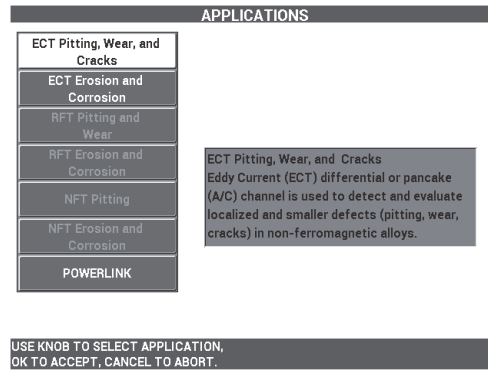 APPLICATIONS
ECT Pitting, Wear, and
Cracks
ECT Erosion and
Corrosion
RFT Pitting and
Wear
RFT Erosion and
Corrosion
NFT Pitting
NFT Erosion and
Corrosion
POWERLINK
ECT Pitting, Wear, and Cracks
Eddy Current (ECT) differential or pancake
(A/C) channel is used to detect and evaluate
localized and smaller defects (pitting, wear,
cracks) in non-ferromagnetic alloys.
USE KNOB TO SELECT APPLICATION,
OK TO ACCEPT, CANCEL TO ABORT.